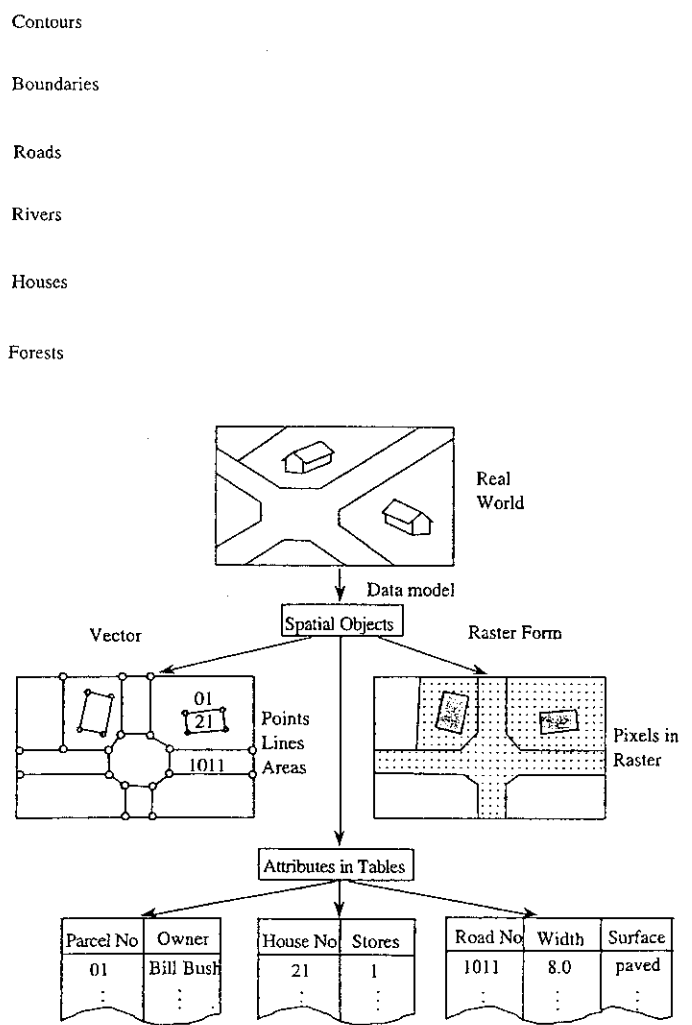 Contours
Boundaries
Roads
Rivers
Houses
Forests
Real
World
Data model
Spatial Objects
Vector
Raster Form
01
21
1011
Points
Lines
Areas
Pixels in
Raster
Attributes in Tables
Parcel No Owner
01 Bill Bush
House No Stores
21 1
Road No Width Surface
1011 8.0 paved